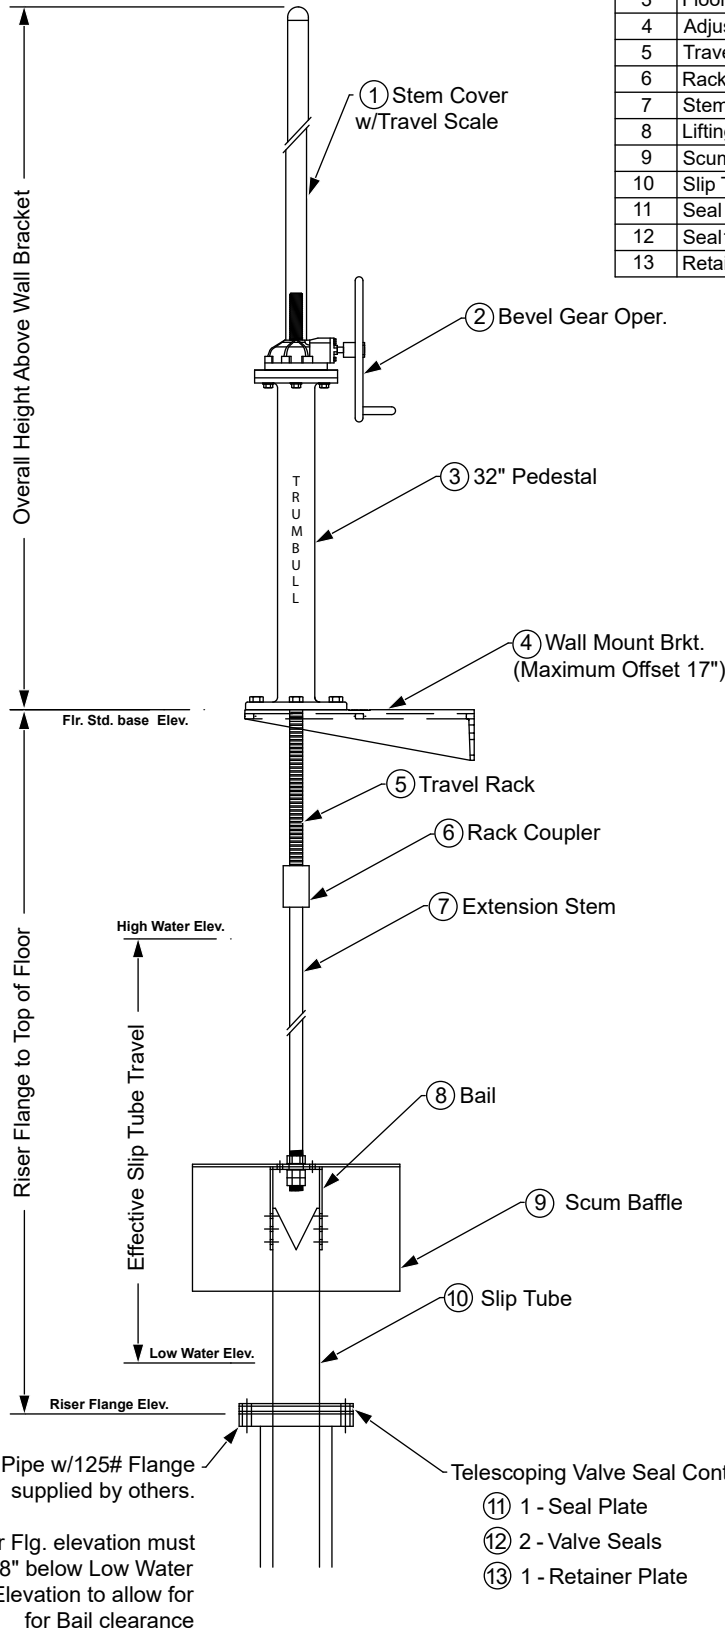 3 Floor
4 Adjus
5 Trave
6 Rack
7 Stem
8 Lifting
9 Scum
10 Slip T
11 Seal
12 Seal
13 Retai
1 Stem Cover
w/Travel Scale
Overall Height Above Wall Bracket
2 Bevel Gear Oper.
3 32" Pedestal
TRUMBULL
4 Wall Mount Brkt.
(Maximum Offset 17")
Flr. Std. base Elev.
5 Travel Rack
6 Rack Coupler
7 Extension Stem
High Water Elev.
Riser Flange to Top of Floor
Effective Slip Tube Travel
8 Bail
9 Scum Baffle
10 Slip Tube
Low Water Elev.
Riser Flange Elev.
Pipe w/125# Flange
supplied by others.
Telescoping Valve Seal Cont
11 1 - Seal Plate
12 2 - Valve Seals
13 1 - Retainer Plate
r Flg. elevation must
8" below Low Water
Elevation to allow for
for Bail clearance